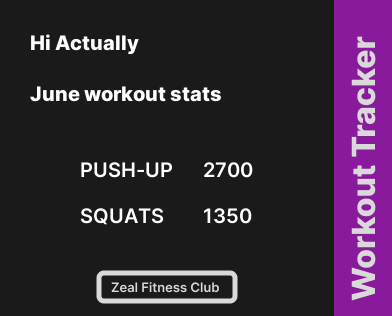 Hi Actually
June workout stats
PUSH-UP 2700
SQUATS 1350
Zeal Fitness Club
Workout Tracker